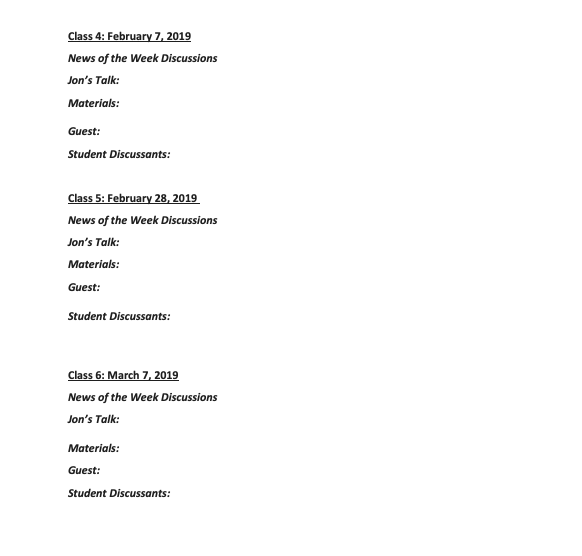 Class 4: February 7, 2019
News of the Week Discussions
Jon’s Talk:
Materials:
Guest:
Student Discussants:
Class 5: February 28, 2019
News of the Week Discussions
Jon’s Talk:
Materials:
Guest:
Student Discussants:
Class 6: March 7, 2019
News of the Week Discussions
Jon’s Talk:
Materials:
Guest:
Student Discussants: